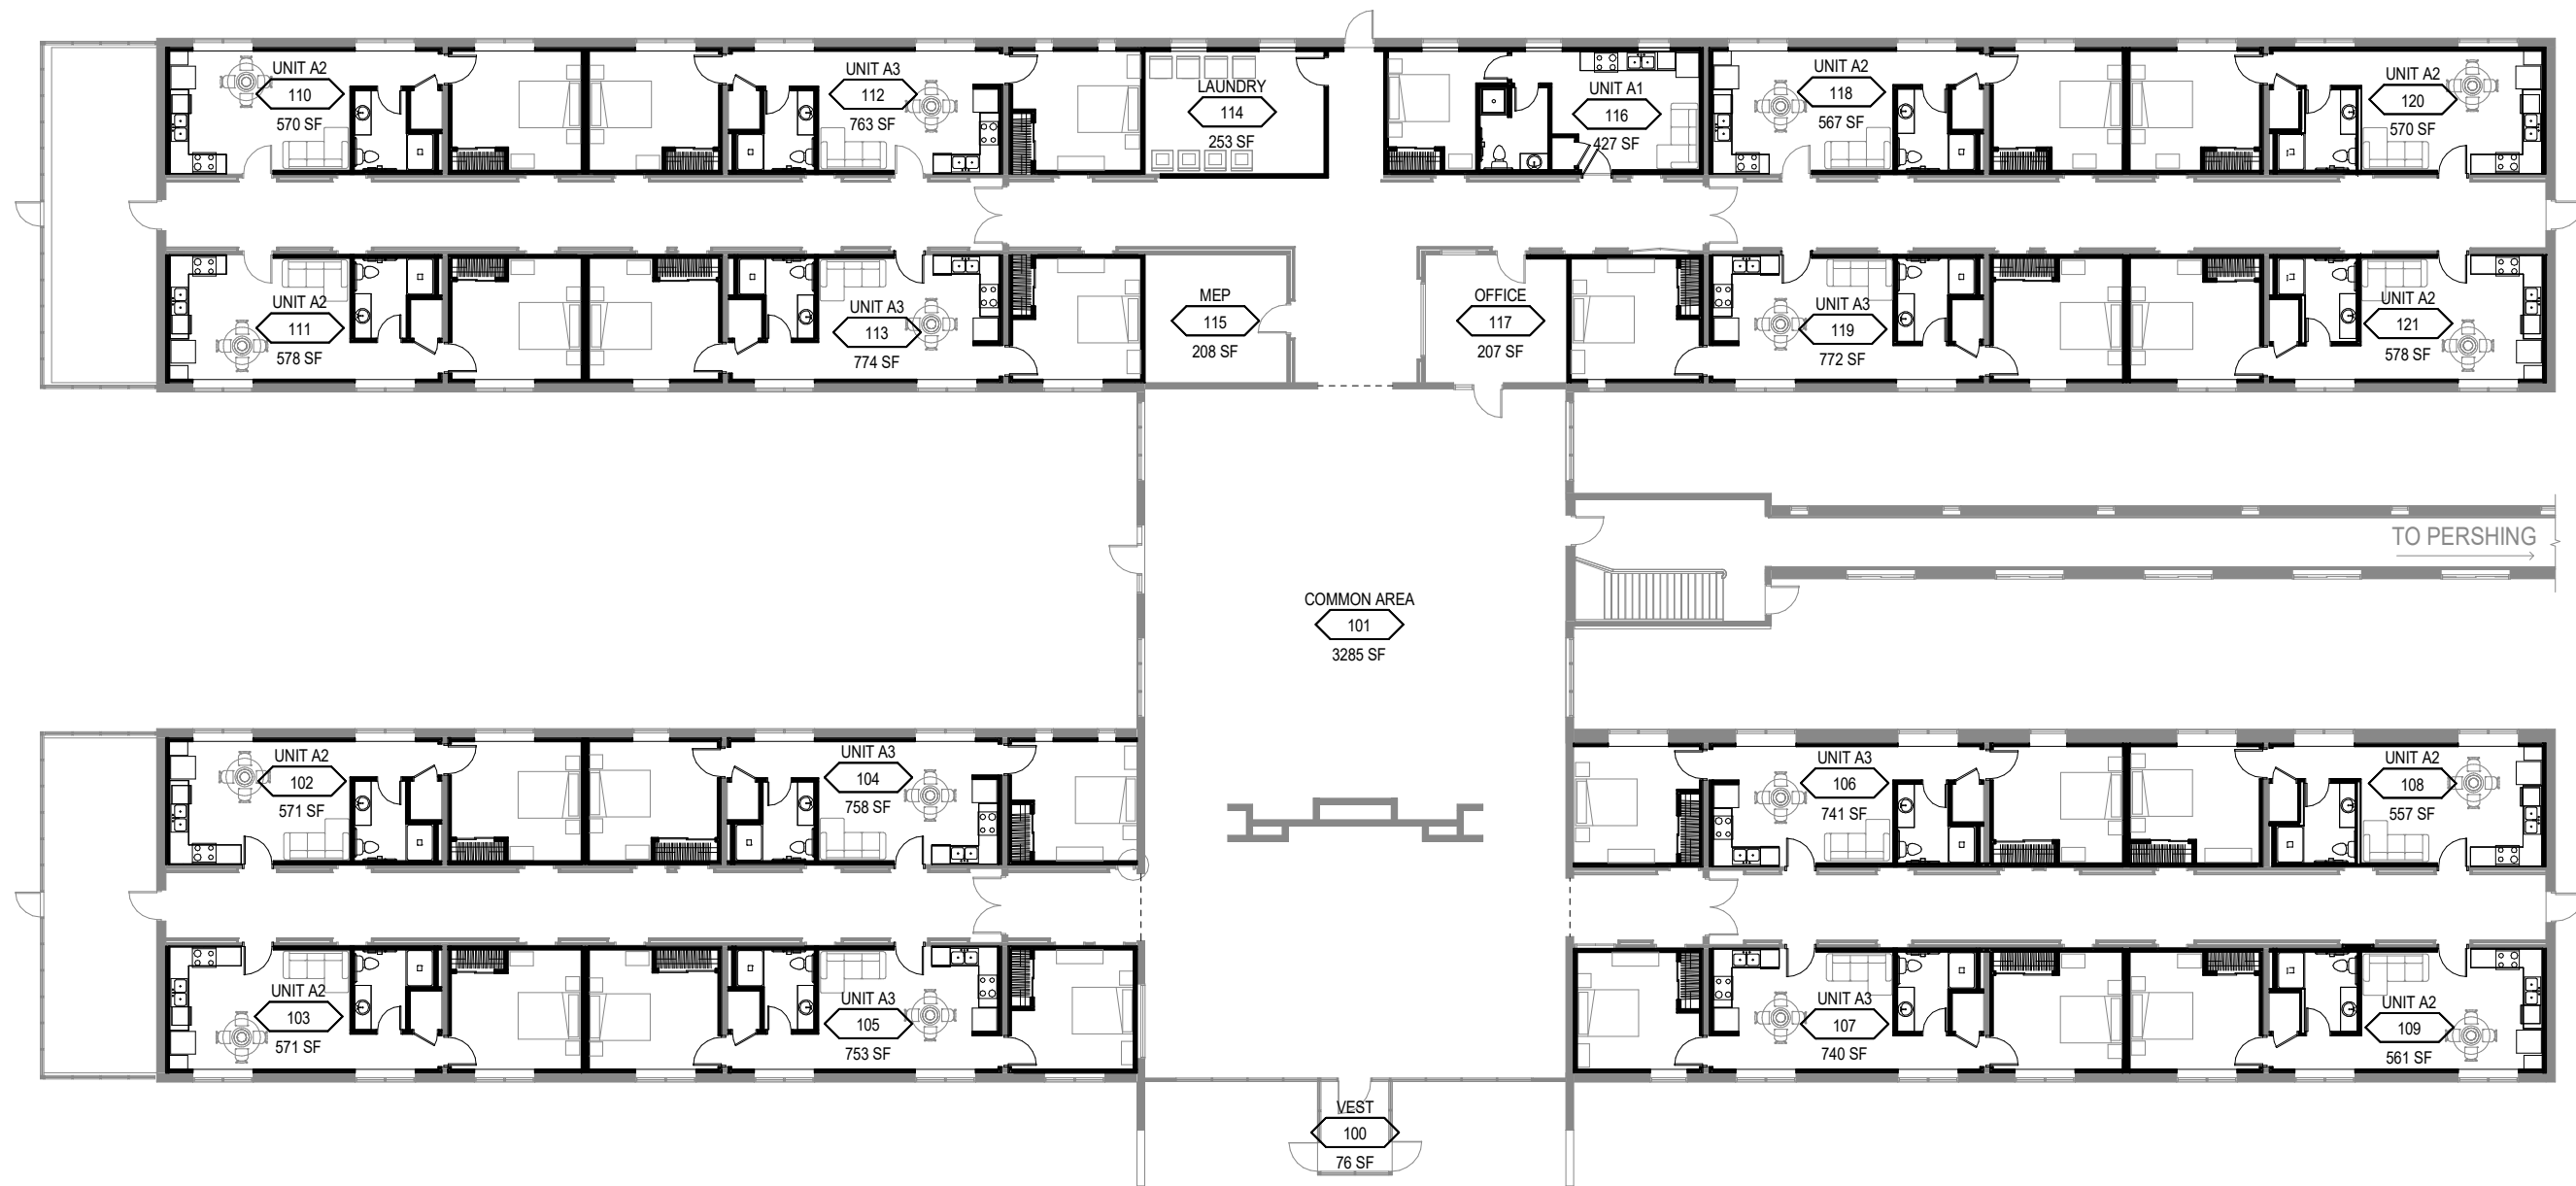 UNIT A2
110
570 SF
UNIT A3
112
763 SF
LAUNDRY
114
253 SF
UNIT A1
116
427 SF
UNIT A2
118
567 SF
UNIT A2
120
570 SF
UNIT A2
111
578 SF
UNIT A3
113
774 SF
MEP
115
208 SF
OFFICE
117
207 SF
UNIT A3
119
772 SF
UNIT A2
121
578 SF
TO PERSHING
COMMON AREA
101
3285 SF
UNIT A2
102
571 SF
UNIT A3
104
758 SF
UNIT A3
106
741 SF
UNIT A2
108
557 SF
UNIT A2
103
571 SF
UNIT A3
105
753 SF
UNIT A3
107
740 SF
UNIT A2
109
561 SF
VEST
100
76 SF